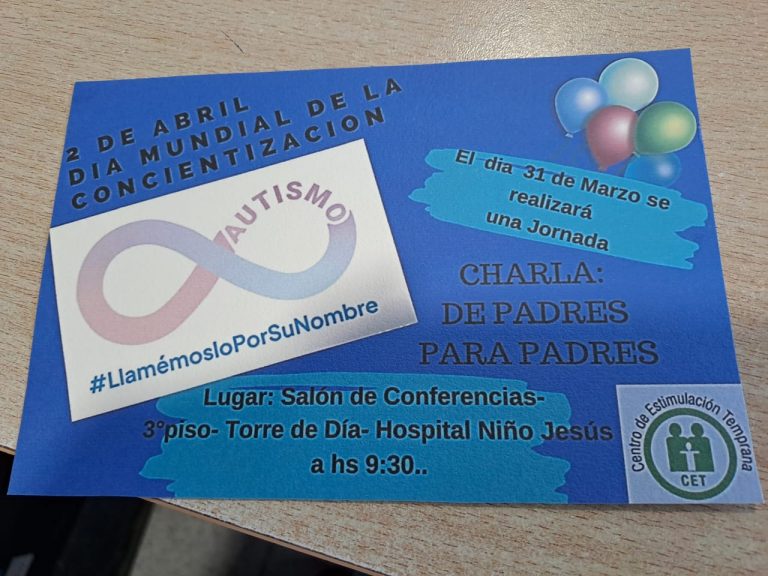 2 DE ABRIL
DIA MUNDIAL DE LA
CONCIENTIZACION
AUTISMO
#LlamémosloPorSuNombre
El dia 31 de Marzo se
realizará
una Jornada
CHARLA:
DE PADRES
PARA PADRES
Lugar: Salón de Conferencias-
3°piso- Torre de Día- Hospital Niño Jesús
a hs 9:30..
Centro de Estimulación Temprana
CET